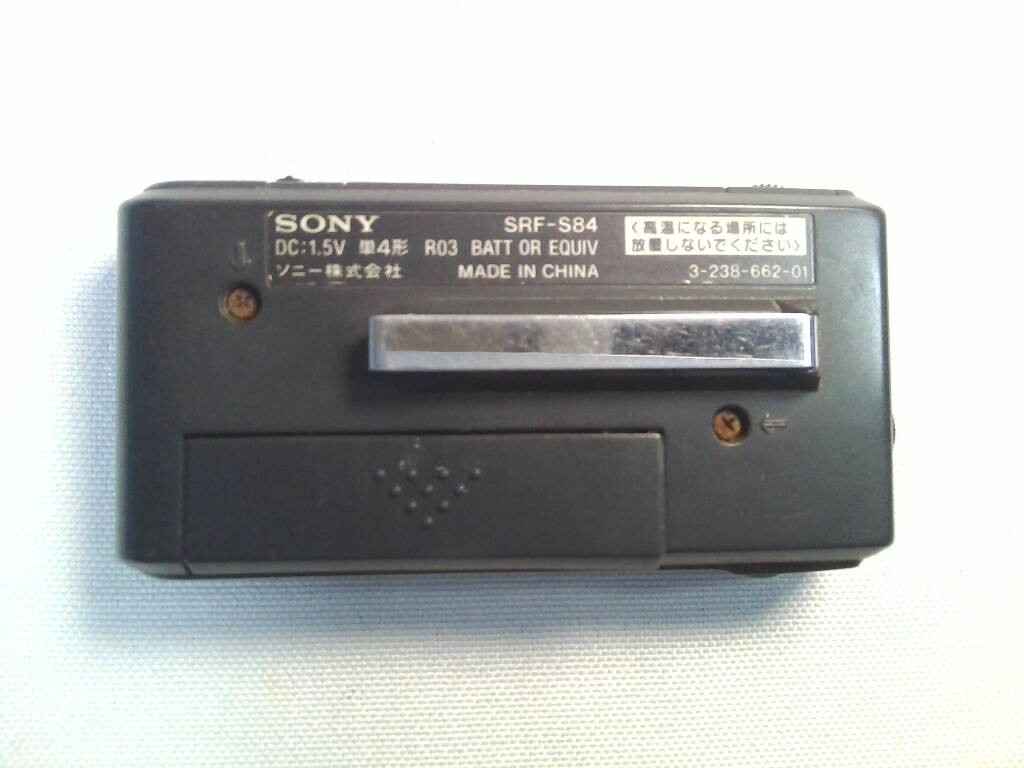 SONY SRF-S84
DC:1.5V 単4形 R03 BATT OR EQUIV
ソニー株式会社 MADE IN CHINA
<高温になる場所には
放置しないでください>
3-238-662-01